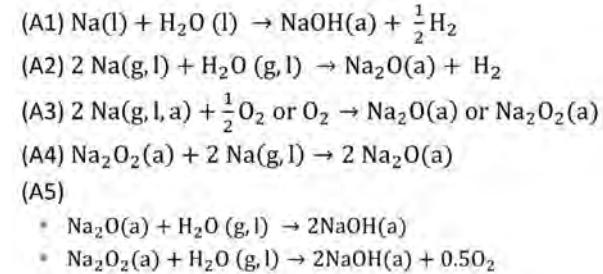 (A1) Na(l) + H₂O (l) → NaOH(a) + ½H₂
(A2) 2 Na(g, l) + H₂O (g, l) → Na₂O(a) + H₂
(A3) 2 Na(g, l, a) + ½O₂ or O₂ → Na₂O(a) or Na₂O₂(a)
(A4) Na₂O₂(a) + 2 Na(g, l) → 2 Na₂O(a)
(A5)
• Na₂O(a) + H₂O (g, l) → 2NaOH(a)
• Na₂O₂(a) + H₂O (g, l) → 2NaOH(a) + 0.5O₂